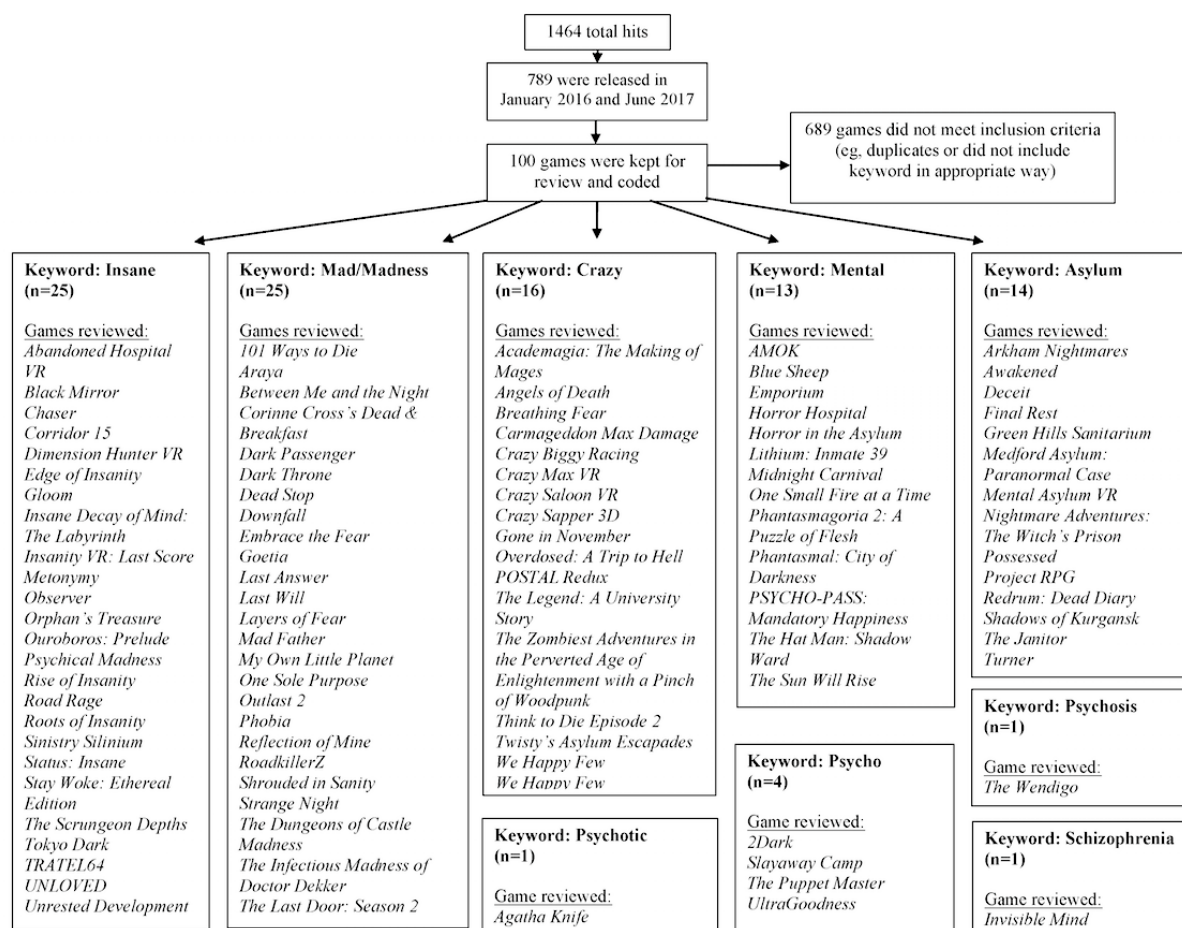 1464 total hits
789 were released in
January 2016 and June 2017
689 games did not meet inclusion criteria
(eg, duplicates or did not include
keyword in appropriate way)
100 games were kept for
review and coded
Keyword: Insane
(n=25)
Games reviewed:
Abandoned Hospital
VR
Black Mirror
Chaser
Corridor 15
Dimension Hunter VR
Edge of Insanity
Gloom
Insane Decay of Mind:
The Labyrinth
Insanity VR: Last Score
Metonymy
Observer
Orphan's Treasure
Ouroboros: Prelude
Psychical Madness
Rise of Insanity
Road Rage
Roots of Insanity
Sinistry Silinium
Status: Insane
Stay Woke: Ethereal
Edition
The Scrungeon Depths
Tokyo Dark
TRATEL64
UNLOVED
Unrested Development
Keyword: Mad/Madness
(n=25)
Games reviewed:
101 Ways to Die
Araya
Between Me and the Night
Corinne Cross's Dead &
Breakfast
Dark Passenger
Dark Throne
Dead Stop
Downfall
Embrace the Fear
Goetia
Last Answer
Last Will
Layers of Fear
Mad Father
My Own Little Planet
One Sole Purpose
Outlast 2
Phobia
Reflection of Mine
RoadkillerZ
Shrouded in Sanity
Strange Night
The Dungeons of Castle
Madness
The Infectious Madness of
Doctor Dekker
The Last Door: Season 2
Keyword: Crazy
(n=16)
Games reviewed:
Academagia: The Making of
Mages
Angels of Death
Breathing Fear
Carmageddon Max Damage
Crazy Biggy Racing
Crazy Max VR
Crazy Saloon VR
Crazy Sapper 3D
Gone in November
Overdosed: A Trip to Hell
POSTAL Redux
The Legend: A University
Story
The Zombiest Adventures in
the Perverted Age of
Enlightenment with a Pinch
of Woodpunk
Think to Die Episode 2
Twisty's Asylum Escapades
We Happy Few
We Happy Few
Keyword: Psychotic
(n=1)
Game reviewed:
Agatha Knife
Keyword: Mental
(n=13)
Games reviewed:
AMOK
Blue Sheep
Emporium
Horror Hospital
Horror in the Asylum
Lithium: Inmate 39
Midnight Carnival
One Small Fire at a Time
Phantasmagoria 2: A
Puzzle of Flesh
Phantasmal: City of
Darkness
PSYCHO-PASS:
Mandatory Happiness
The Hat Man: Shadow
Ward
The Sun Will Rise
Keyword: Psycho
(n=4)
Game reviewed:
2Dark
Slayaway Camp
The Puppet Master
UltraGoodness
Keyword: Asylum
(n=14)
Games reviewed:
Arkham Nightmares
Awakened
Deceit
Final Rest
Green Hills Sanitarium
Medford Asylum:
Paranormal Case
Mental Asylum VR
Nightmare Adventures:
The Witch's Prison
Possessed
Project RPG
Redrum: Dead Diary
Shadows of Kurgansk
The Janitor
Turner
Keyword: Psychosis
(n=1)
Game reviewed:
The Wendigo
Keyword: Schizophrenia
(n=1)
Game reviewed:
Invisible Mind